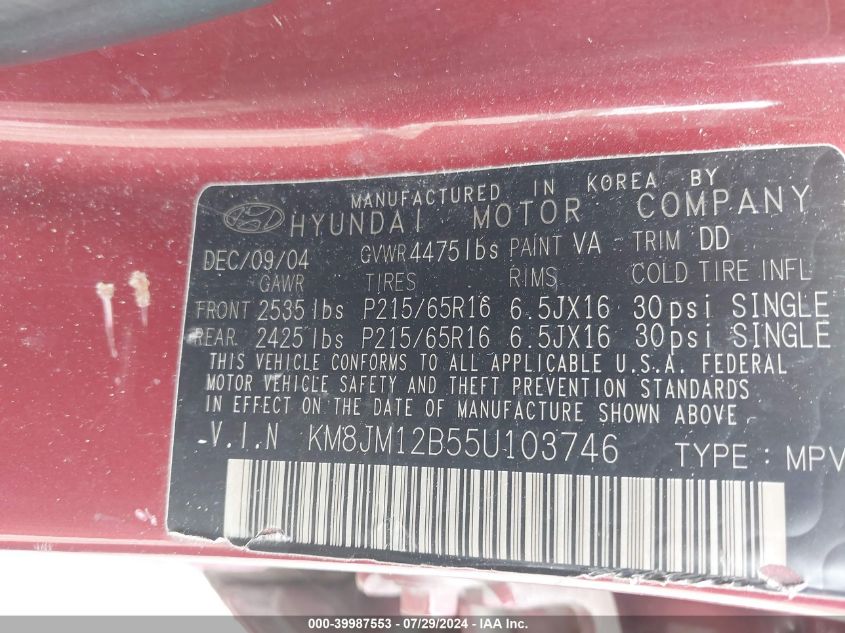 MANUFACTURED IN KOREA BY
HYUNDAI MOTOR COMPANY
DEC/09/04 GVWR 4475lbs PAINT VA - TRIM DD
GAWR TIRES RIMS COLD TIRE INFL
FRONT 2535lbs P215/65R16 6.5JX16 30psi SINGLE
REAR. 2425lbs P215/65R16 6.5JX16 30psi SINGLE
THIS VEHICLE CONFORMS TO ALL APPLICABLE U.S.A. FEDERAL
MOTOR VEHICLE SAFETY AND THEFT PREVENTION STANDARDS
IN EFFECT ON THE DATE OF MANUFACTURE SHOWN ABOVE.
V.I.N KM8JM12B55U103746 TYPE : MPV
000-39987553 - 07/29/2024 - IAA Inc.